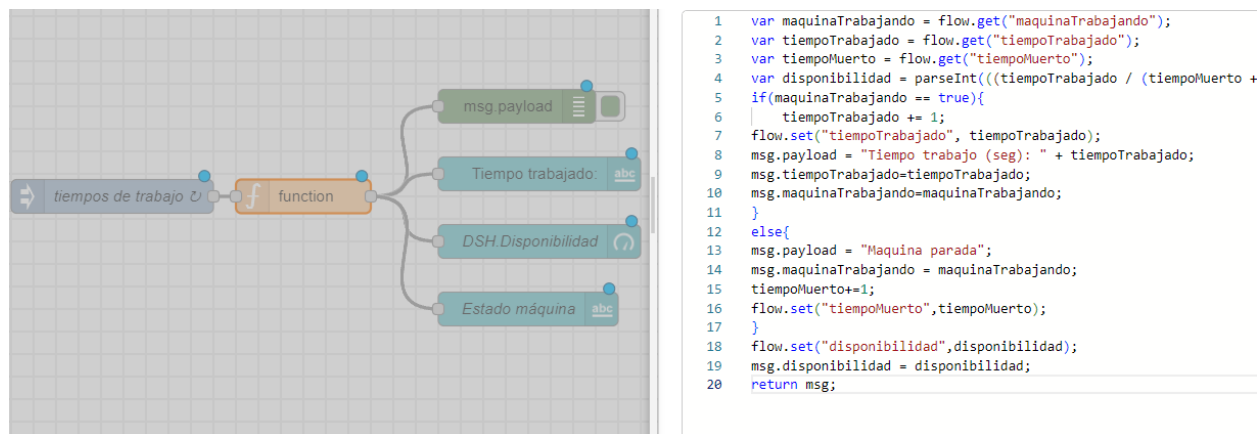 msg.payload
Tiempo trabajado:
abc
tiempos de trabajo ↻
f
function
DSH.Disponibilidad
Estado máquina
abc
1 var maquinaTrabajando = flow.get("maquinaTrabajando");
2 var tiempoTrabajado = flow.get("tiempoTrabajado");
3 var tiempoMuerto = flow.get("tiempoMuerto");
4 var disponibilidad = parseInt(((tiempoTrabajado / (tiempoMuerto +
5 if(maquinaTrabajando == true){
6 tiempoTrabajado += 1;
7 flow.set("tiempoTrabajado", tiempoTrabajado);
8 msg.payload = "Tiempo trabajo (seg): " + tiempoTrabajado;
9 msg.tiempoTrabajado=tiempoTrabajado;
10 msg.maquinaTrabajando=maquinaTrabajando;
11 }
12 else{
13 msg.payload = "Maquina parada";
14 msg.maquinaTrabajando = maquinaTrabajando;
15 tiempoMuerto+=1;
16 flow.set("tiempoMuerto",tiempoMuerto);
17 }
18 flow.set("disponibilidad",disponibilidad);
19 msg.disponibilidad = disponibilidad;
20 return msg;